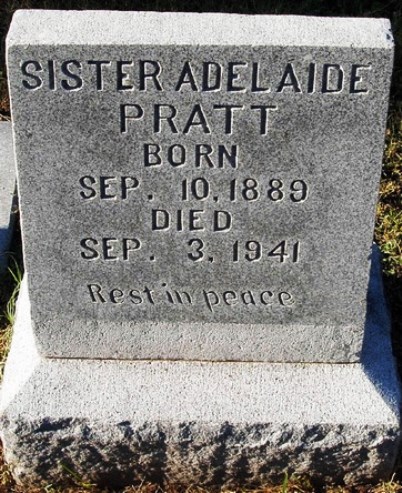 SISTER ADELAIDE
PRATT
BORN
SEP. 10, 1889
DIED
SEP. 3, 1941
Rest in peace